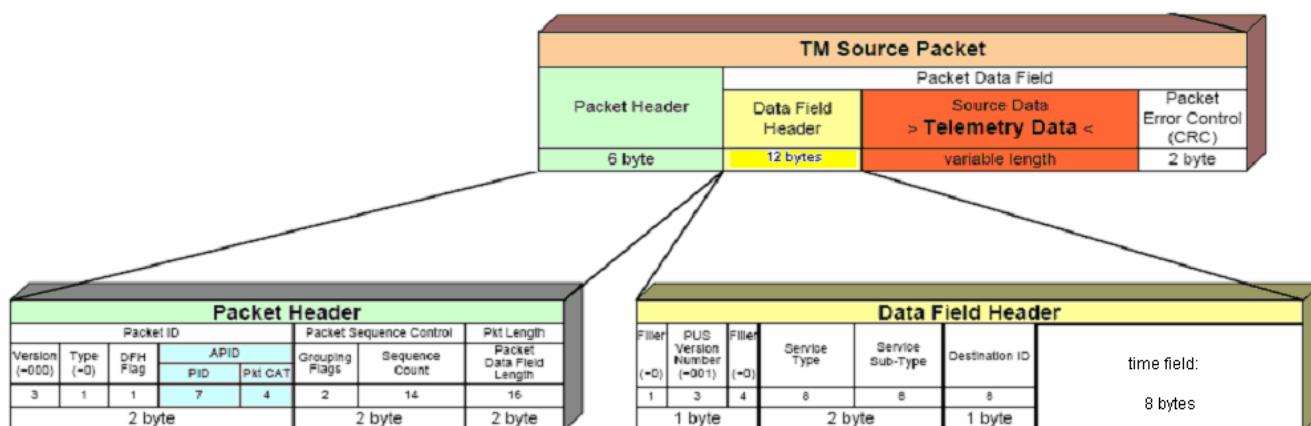 TM Source Packet
Packet Data Field
Packet Header
Data Field
Header
Source Data
> Telemetry Data <
Packet
Error Control
(CRC)
6 byte
12 bytes
variable length
2 byte
Packet Header
Packet ID
Packet Sequence Control
Pkt Length
Version
(=000)
Type
(=0)
DFH
Flag
APID
PID
Pkt CAT
Grouping
Flags
Sequence
Count
Packet
Data Field
Length
3
1
1
7
4
2
14
16
2 byte
2 byte
2 byte
Data Field Header
Filler
(=0)
PUS
Version
Number
(=001)
Filler
(=0)
Service
Type
Service
Sub-Type
Destination ID
time field:
8 bytes
1
3
4
8
8
8
1 byte
2 byte
1 byte